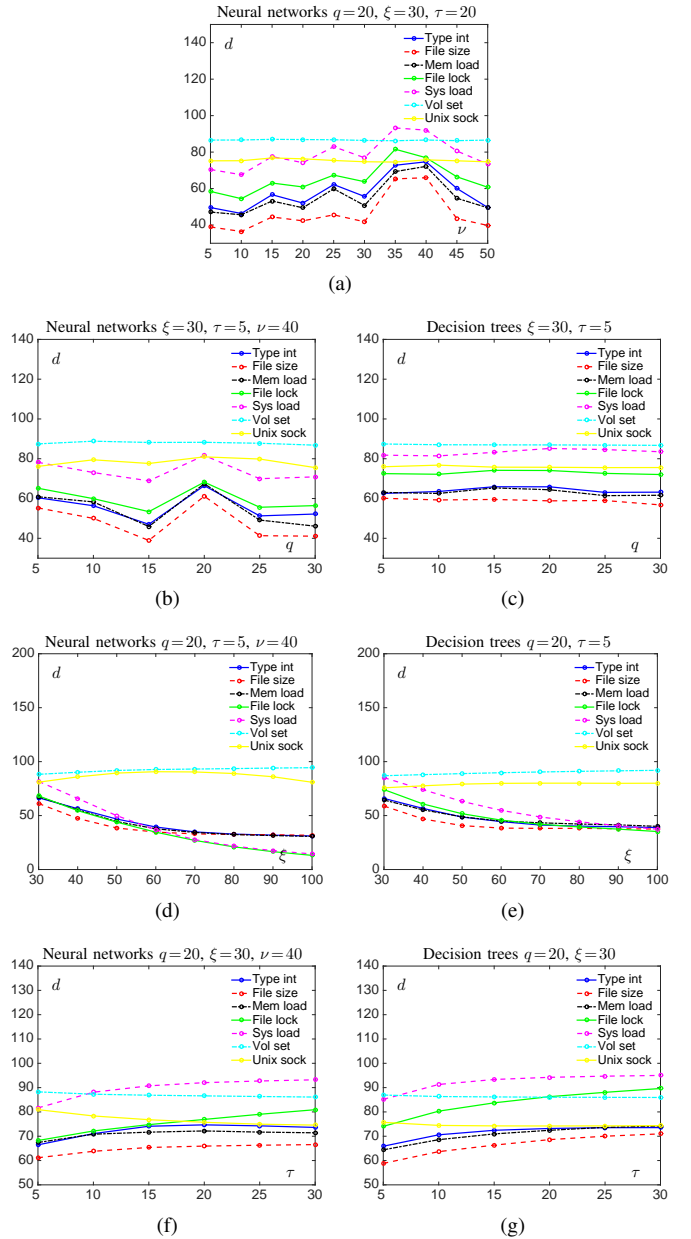 Neural networks q=20, ξ=30, τ=20
d
Type int
File size
Mem load
File lock
Sys load
Vol set
Unix sock
140
120
100
80
60
40
ν
5 10 15 20 25 30 35 40 45 50
(a)
Neural networks ξ=30, τ=5, ν=40
d
Type int
File size
Mem load
File lock
Sys load
Vol set
Unix sock
140
120
100
80
60
40
q
5 10 15 20 25 30
(b)
Decision trees ξ=30, τ=5
d
Type int
File size
Mem load
File lock
Sys load
Vol set
Unix sock
140
120
100
80
60
40
q
5 10 15 20 25 30
(c)
Neural networks q=20, τ=5, ν=40
d
Type int
File size
Mem load
File lock
Sys load
Vol set
Unix sock
200
150
100
50
0
ξ
30 40 50 60 70 80 90 100
(d)
Decision trees q=20, τ=5
d
Type int
File size
Mem load
File lock
Sys load
Vol set
Unix sock
200
150
100
50
0
ξ
30 40 50 60 70 80 90 100
(e)
Neural networks q=20, ξ=30, ν=40
d
Type int
File size
Mem load
File lock
Sys load
Vol set
Unix sock
140
130
120
110
100
90
80
70
60
50
τ
5 10 15 20 25 30
(f)
Decision trees q=20, ξ=30
d
Type int
File size
Mem load
File lock
Sys load
Vol set
Unix sock
140
130
120
110
100
90
80
70
60
50
τ
5 10 15 20 25 30
(g)